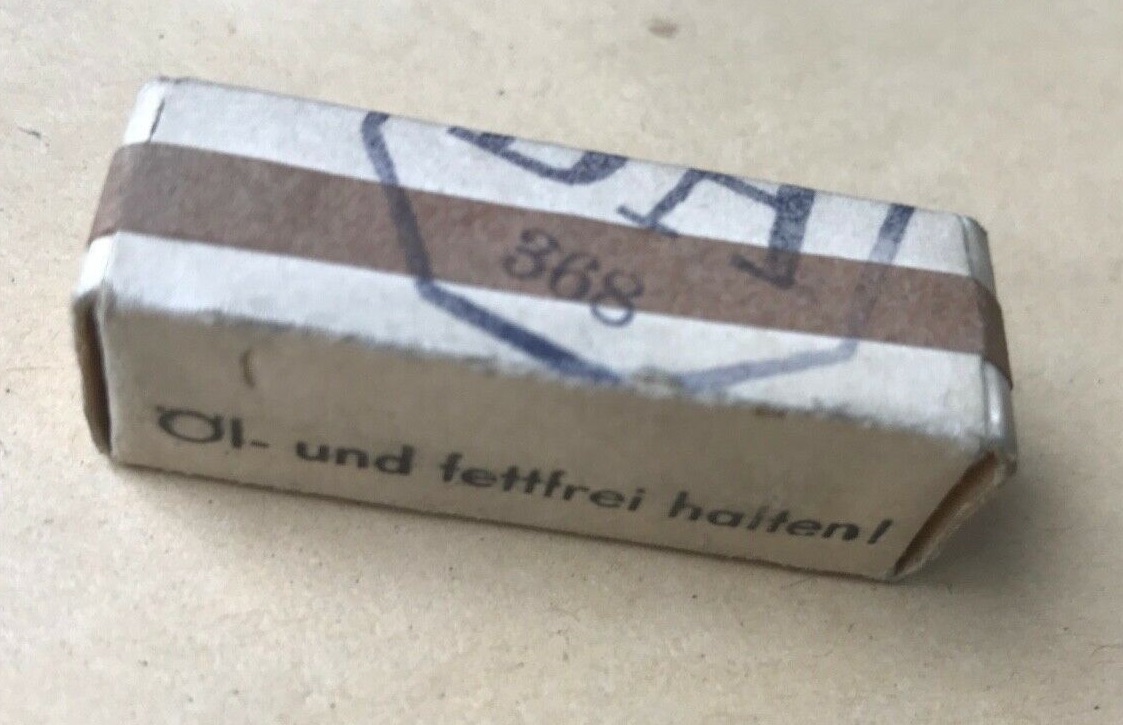 368
Öl- und fettfrei halten!